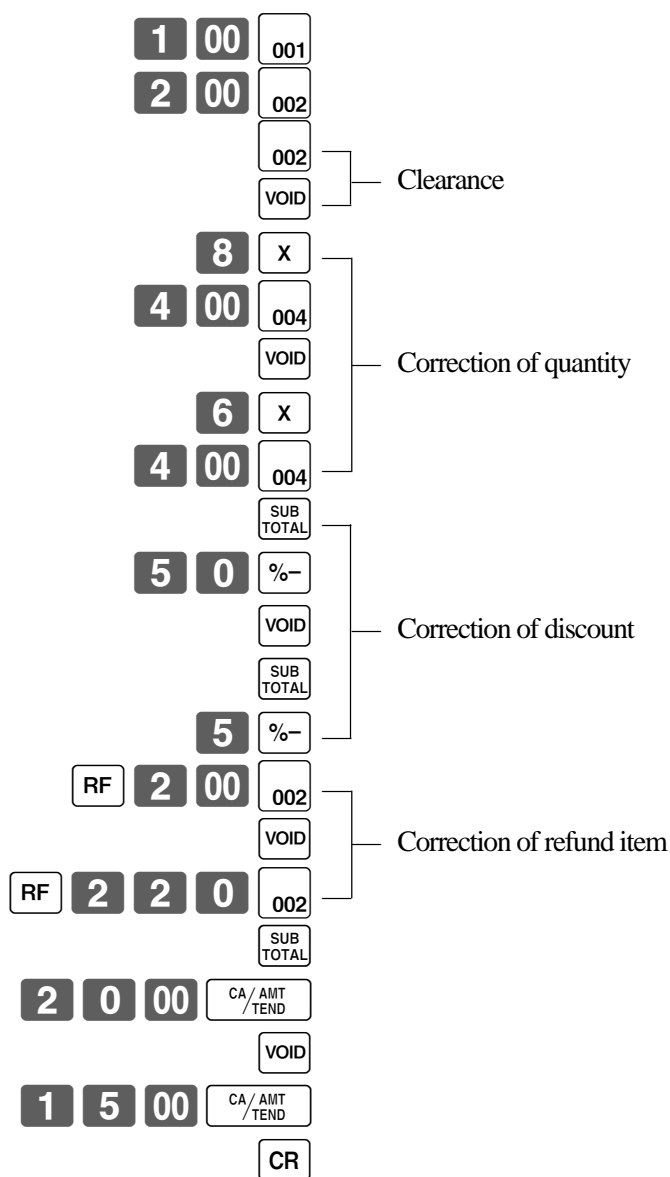 1 00 001
2 00 002
002
Clearance
VOID
8 X
4 00 004
VOID
Correction of quantity
6 X
4 00 004
SUB
TOTAL
5 0 %−
VOID
Correction of discount
SUB
TOTAL
5 %−
RF 2 00 002
VOID
Correction of refund item
RF 2 2 0 002
SUB
TOTAL
2 0 00 CA/AMT
TEND
VOID
1 5 00 CA/AMT
TEND
CR